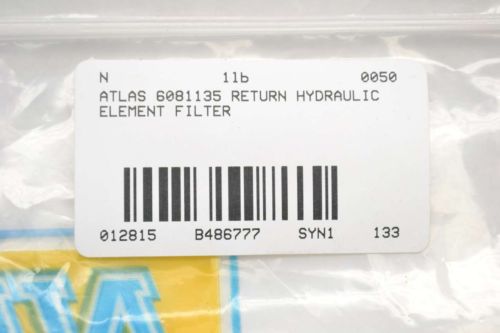 N 1lb 0050
ATLAS 6081135 RETURN HYDRAULIC
ELEMENT FILTER
012815 B486777 SYN1 133